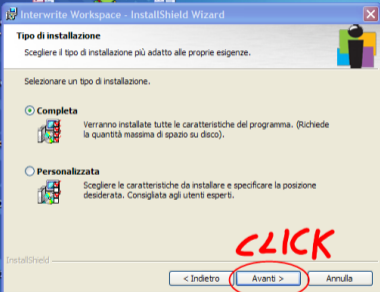 Interwrite Workspace - InstallShield Wizard
Tipo di installazione
Scegliere il tipo di installazione più adatto alle proprie esigenze.
Selezionare un tipo di installazione.
Completa
Verranno installate tutte le caratteristiche del programma. (Richiede
la quantità massima di spazio su disco).
Personalizzata
Scegliere le caratteristiche da installare e specificare la posizione
desiderata. Consigliata agli utenti esperti.
CLICK
InstallShield
< Indietro
Avanti >
Annulla